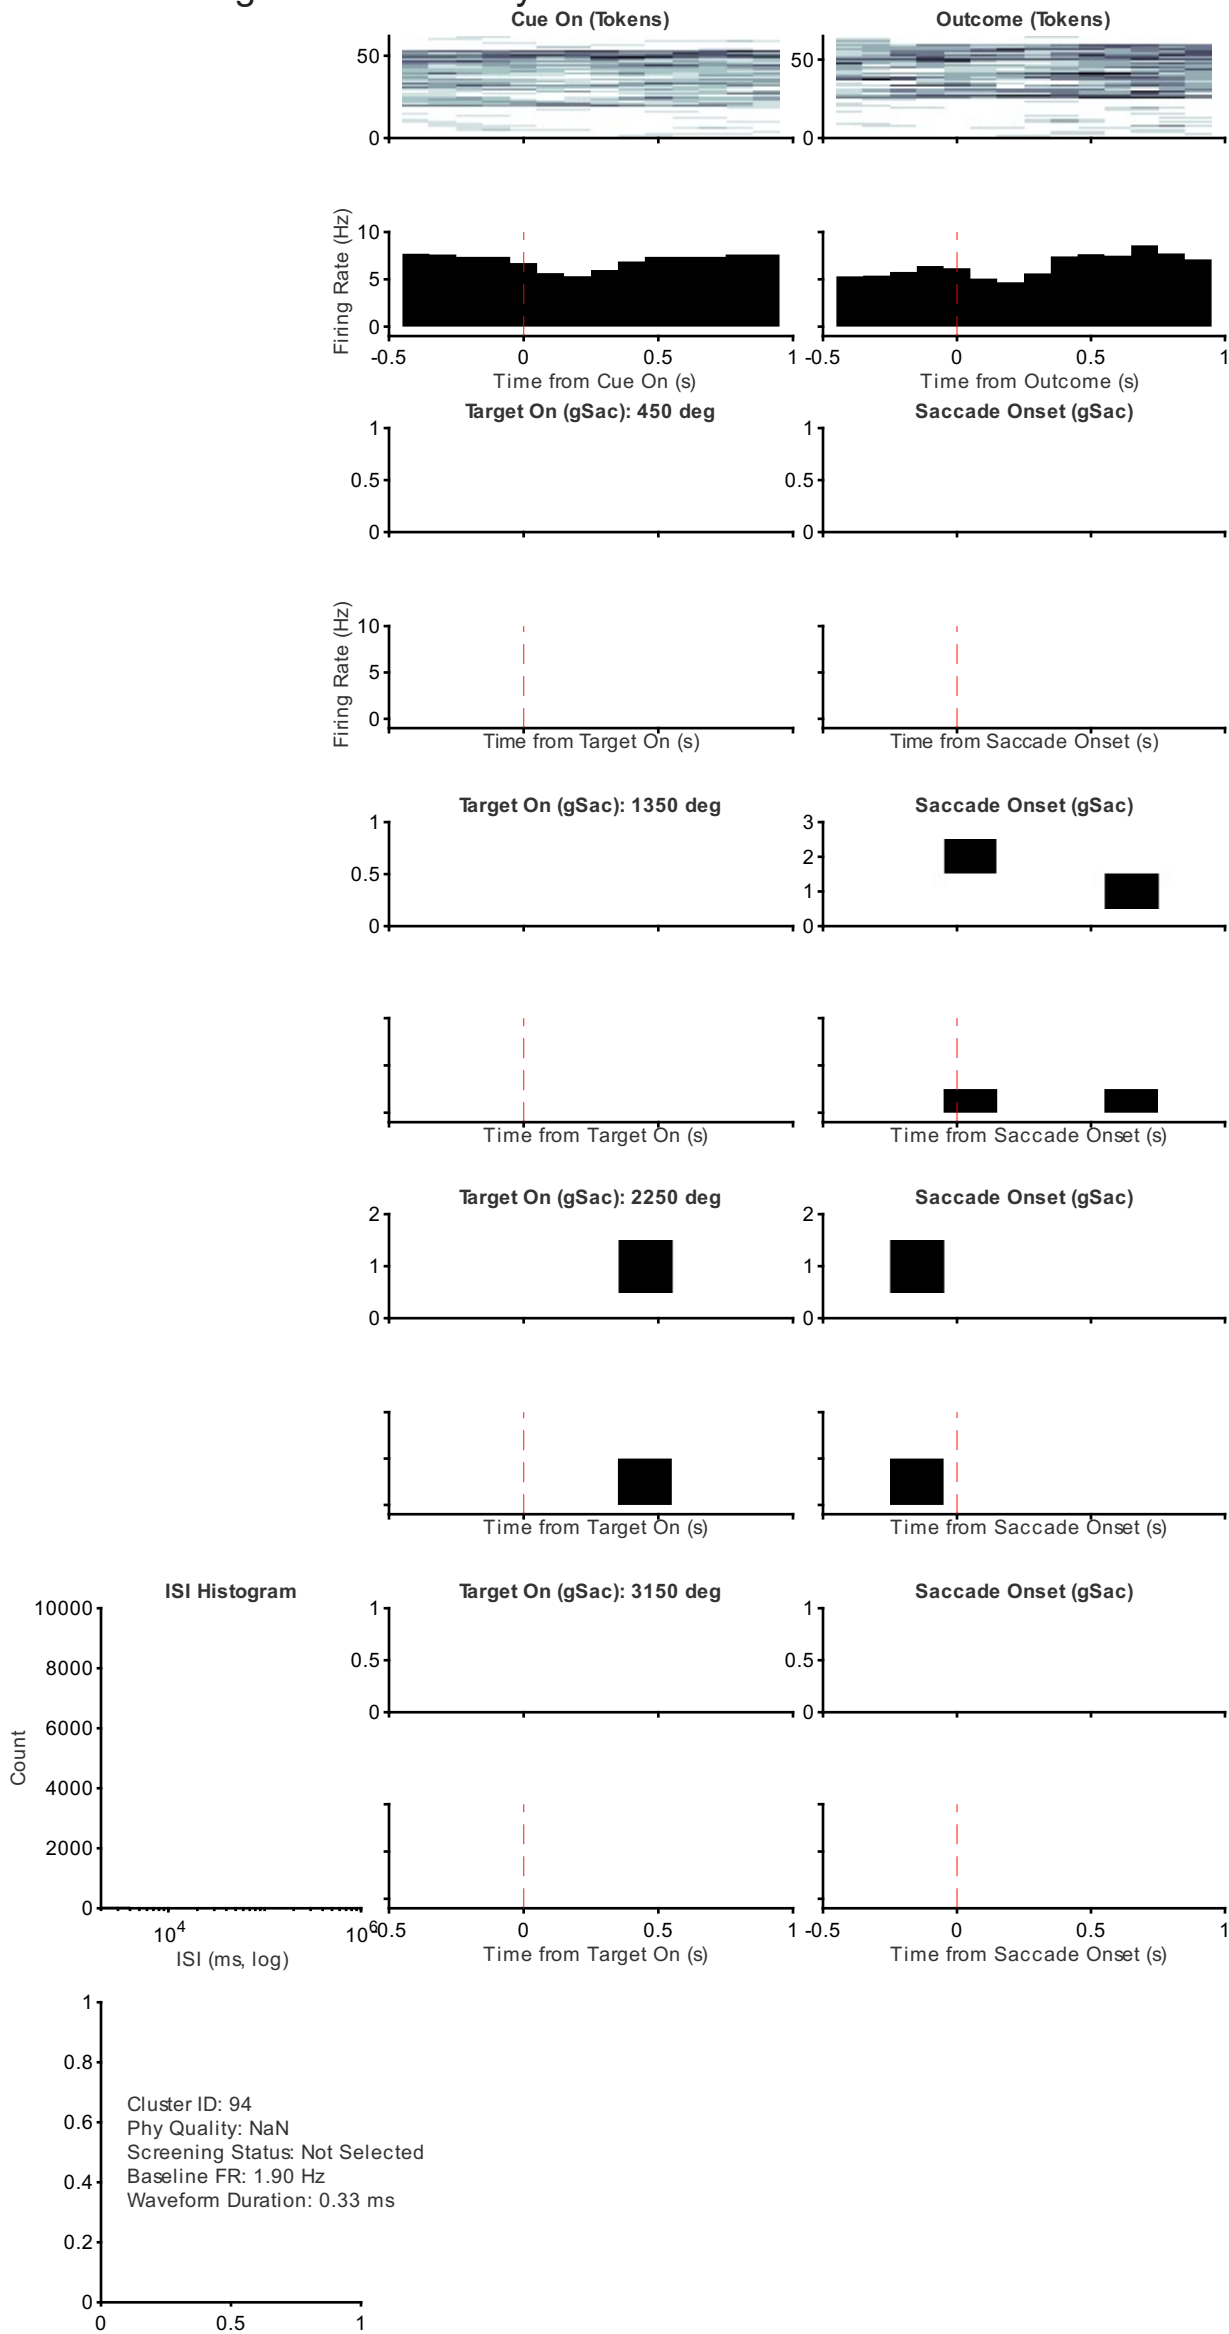 Cue On (Tokens)
Outcome (Tokens)
50
0
50
0
Firing Rate (Hz)
10
5
0
-0.5
0
0.5
1
-0.5
0
0.5
1
Time from Cue On (s)
Time from Outcome (s)
Target On (gSac): 450 deg
Saccade Onset (gSac)
1
0.5
0
1
0.5
0
Firing Rate (Hz)
10
5
0
Time from Target On (s)
Time from Saccade Onset (s)
Target On (gSac): 1350 deg
Saccade Onset (gSac)
1
0.5
0
3
2
1
0
Time from Target On (s)
Time from Saccade Onset (s)
Target On (gSac): 2250 deg
Saccade Onset (gSac)
2
1
0
2
1
0
Time from Target On (s)
Time from Saccade Onset (s)
ISI Histogram
Target On (gSac): 3150 deg
Saccade Onset (gSac)
Count
10000
8000
6000
4000
2000
0
10^4
10^6
ISI (ms, log)
1
0.5
0
1
0.5
0
-0.5
0
0.5
1
-0.5
0
0.5
1
Time from Target On (s)
Time from Saccade Onset (s)
1
0.8
0.6
0.4
0.2
0
0
0.5
1
Cluster ID: 94
Phy Quality: NaN
Screening Status: Not Selected
Baseline FR: 1.90 Hz
Waveform Duration: 0.33 ms